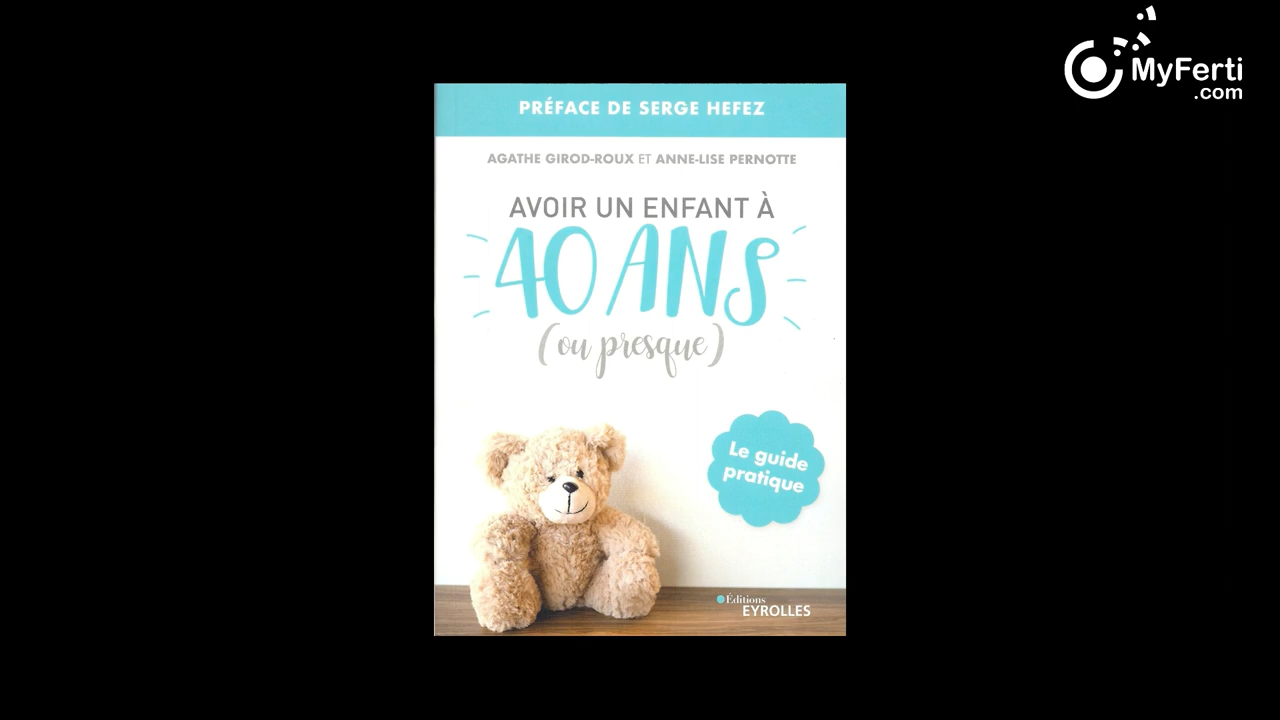 MyFerti
.com
PRÉFACE DE SERGE HEFEZ
AGATHE GIROD-ROUX ET ANNE-LISE PERNOTTE
AVOIR UN ENFANT À
40 ANS
(ou presque)
Le guide
pratique
Éditions
EYROLLES